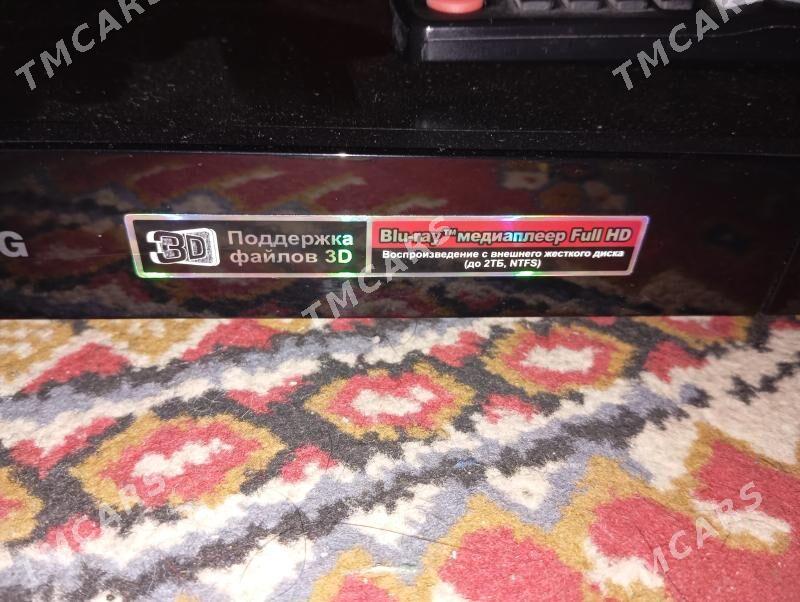 TMCARS
TMCARS
TMCARS
G
3D
Поддержка
файлов 3D
Blu-ray™ медиаплеер Full HD
Воспроизведение с внешнего жесткого диска
(до 2ТБ, NTFS)
TMCARS
TMCARS
TMCARS